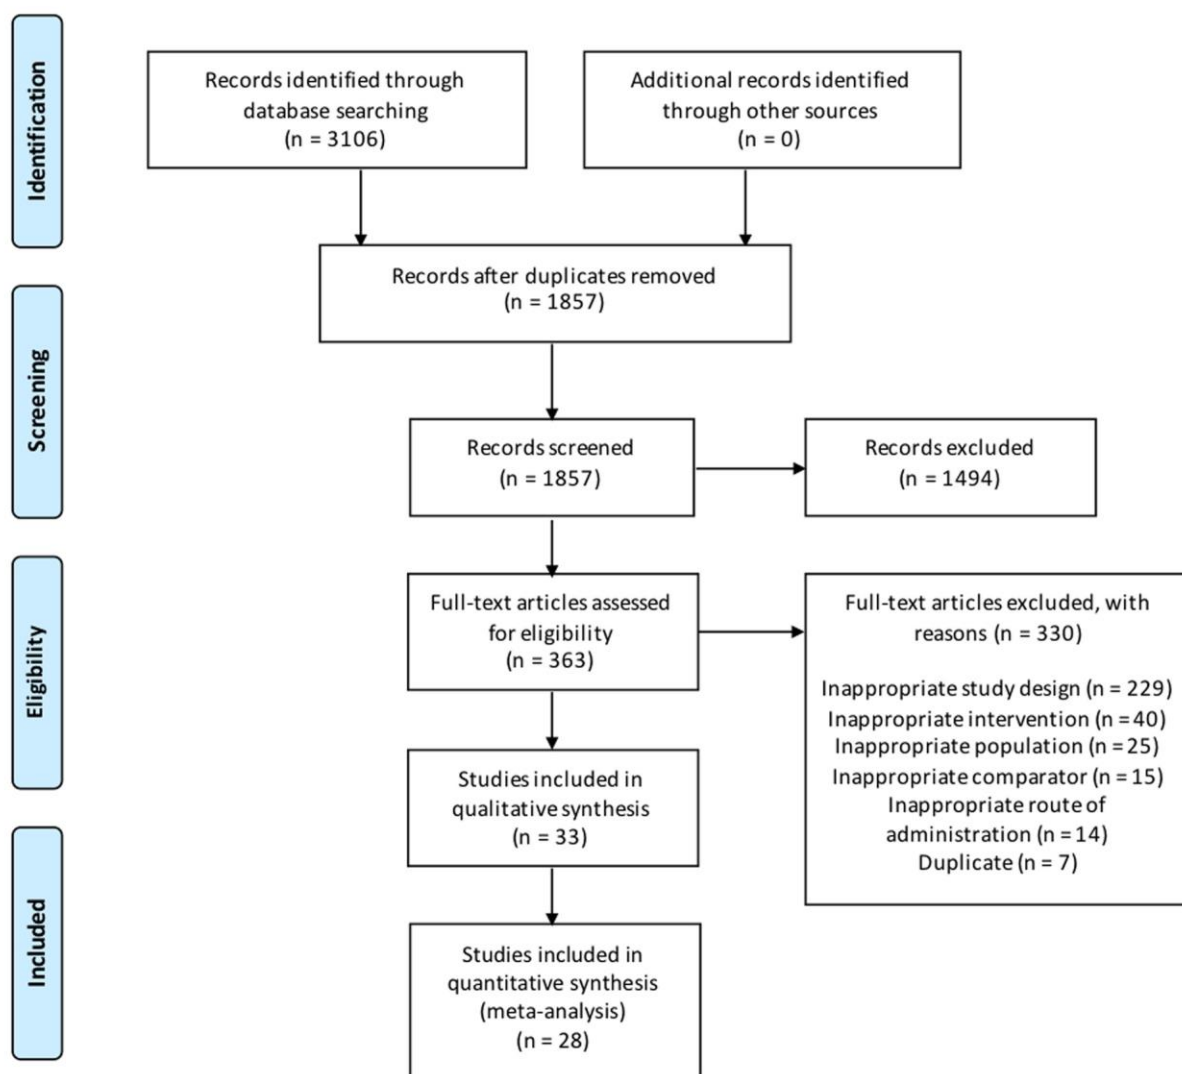 Identification
Records identified through
database searching
(n = 3106)
Additional records identified
through other sources
(n = 0)
Records after duplicates removed
(n = 1857)
Screening
Records screened
(n = 1857)
Records excluded
(n = 1494)
Eligibility
Full-text articles assessed
for eligibility
(n = 363)
Full-text articles excluded, with
reasons (n = 330)
Inappropriate study design (n = 229)
Inappropriate intervention (n = 40)
Inappropriate population (n = 25)
Inappropriate comparator (n = 15)
Inappropriate route of
administration (n = 14)
Duplicate (n = 7)
Studies included in
qualitative synthesis
(n = 33)
Included
Studies included in
quantitative synthesis
(meta-analysis)
(n = 28)